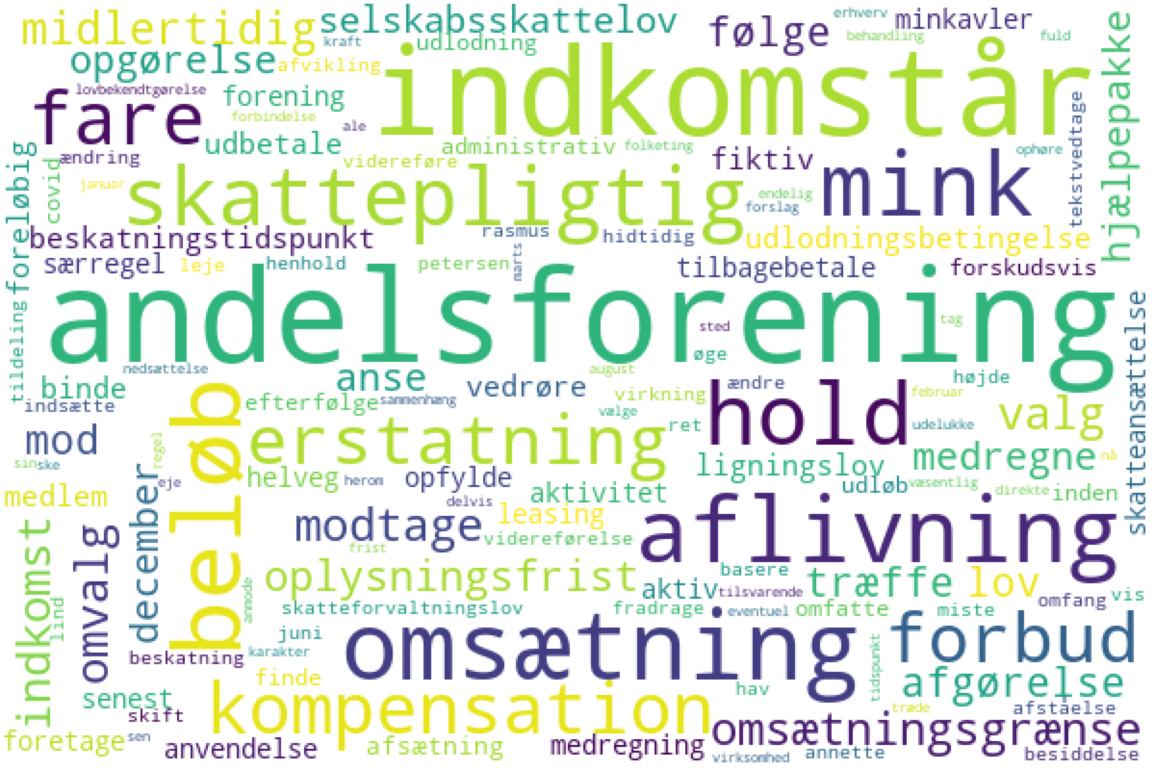 midlertidig selskabsskattelov erhverv minkavler
kraft udlodning følge behandling fuld
opgørelse afvikling indkomstår hjælpepakke
lovbekendtgørelse forening
fare forbindelse ale
udbetale administrativ folketing ophøre tekstvedtage
ændring videreføre fiktiv mink
foreløbig covid januar skattepligtig endelig forslag
beskatningstidspunkt rasmus hidtidig udlodningsbetingelse
særregel leje henhold petersen marts tilbagebetale forskudsvis
andelsforening
tildeling sted tag skatteansættelse
øge
nedsættelse anse august
binde vedrøre virkning ændre højde
indsætte beløb efterfølge sammenhæng vælge hold februar valg
mod erstatning ret udelukke
regel ligningslov medregne nå
sin ske eje helveg herom opfylde udløb væsentlig
medlem december delvis aktivitet direkte inden
modtage leasing aflivning
indkomst omvalg videreførelse
frist
oplysningsfrist basere aktiv tilsvarende træffe lov omfang vis
lind anmode skatteforvaltningslov fradrage eventuel omfatte miste
juni omsætning forbud
beskatning karakter tidspunkt
finde hav afgørelse
senest kompensation
skift træde afståelse
foretage sen omsætningsgrænse
anvendelse afsætning medregning virksomhed annette besiddelse